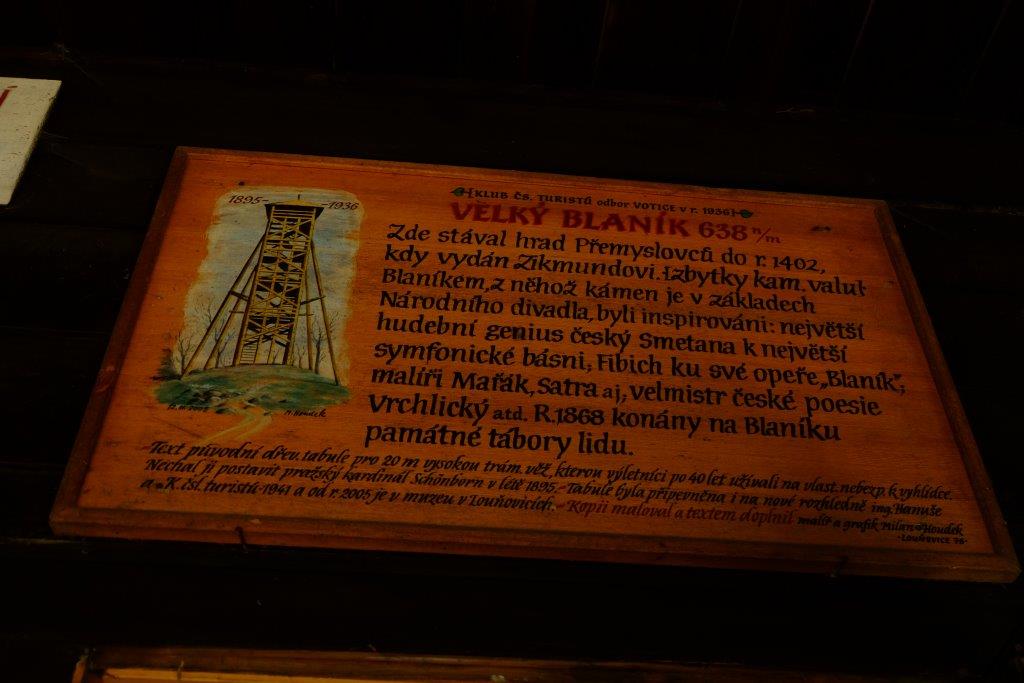 KLUB ČS. TURISTŮ odbor VOTICE v r. 1936
VELKÝ BLANÍK 638 n/m
1895- -1936
Zde stával hrad Přemyslovců do r. 1402,
kdy vydán Zikmundovi. Izbytky kam. valu
Blaníkem, z něhož kámen je v základech
Národního divadla, byli inspirováni: největší
hudební genius český Smetana k největší
symfonické básni, Fibich ku své opeře „Blaník";
malíři Mařák, Satra aj., velmistr české poesie
Vrchlický atd. R. 1868 konány na Blaníku
památné tábory lidu.
M. Houdek
Text původní dřev. tabule pro 20 m vysokou trám. věž, kterou výletníci po 40 let užívali na vlast. nebezp. k vyhlídce.
Nechal ji postavit pražský kardinál Schönborn v létě 1895.- Tabule byla připevněna i na nové rozhledně ing. Hanuše
a K. čsl. turistů-1941 a od r. 2005 je v muzeu v Louňovicích.- Kopii maloval a textem doplnil malíř a grafik Milan Houdek